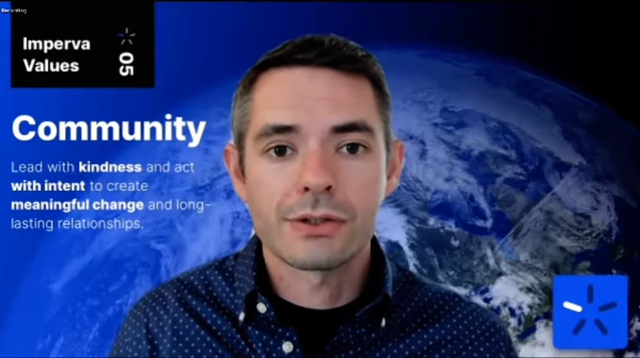 Recording
Imperva
Values
05
Community
Lead with kindness and act
with intent to create
meaningful change and long-
lasting relationships.